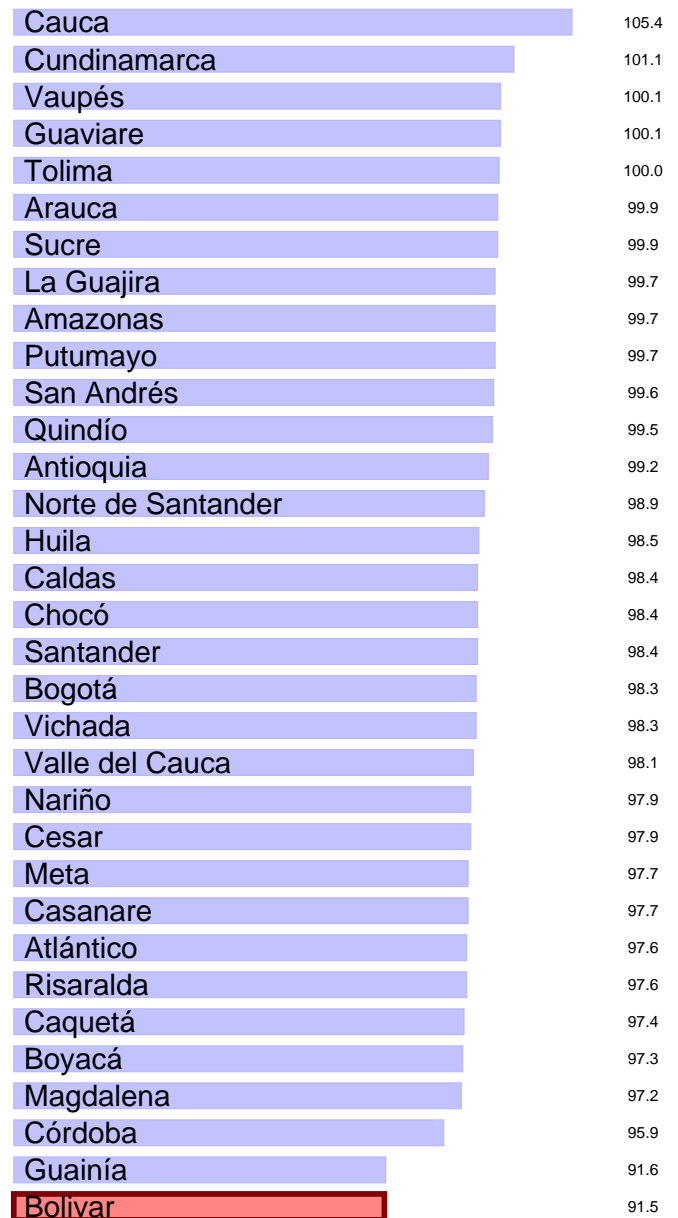 Cauca 105.4
Cundinamarca 101.1
Vaupés 100.1
Guaviare 100.1
Tolima 100.0
Arauca 99.9
Sucre 99.9
La Guajira 99.7
Amazonas 99.7
Putumayo 99.7
San Andrés 99.6
Quindío 99.5
Antioquia 99.2
Norte de Santander 98.9
Huila 98.5
Caldas 98.4
Chocó 98.4
Santander 98.4
Bogotá 98.3
Vichada 98.3
Valle del Cauca 98.1
Nariño 97.9
Cesar 97.9
Meta 97.7
Casanare 97.7
Atlántico 97.6
Risaralda 97.6
Caquetá 97.4
Boyacá 97.3
Magdalena 97.2
Córdoba 95.9
Guainía 91.6
Bolivar 91.5